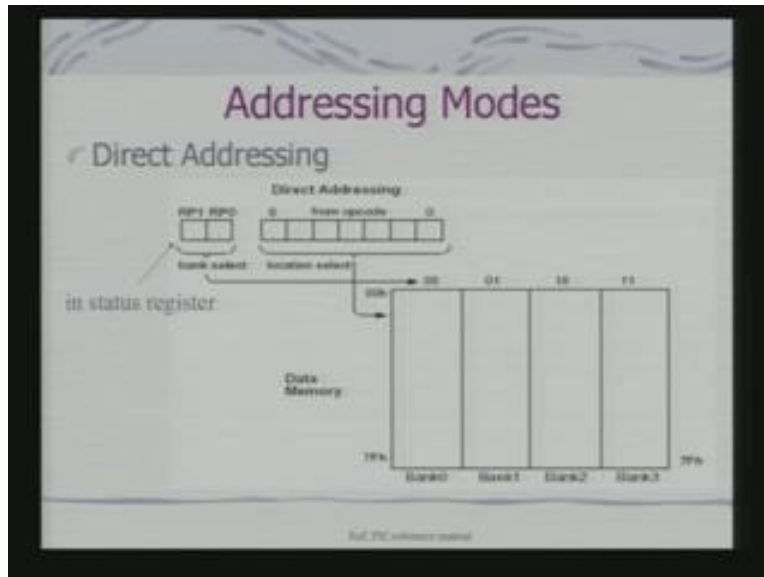 Addressing Modes
Direct Addressing
Direct Addressing
RP1 RP0 from opcode 0
bank select location select
00 01 10 11
00h
in status register
Data
Memory
7Fh 7Fh
Bank0 Bank1 Bank2 Bank3